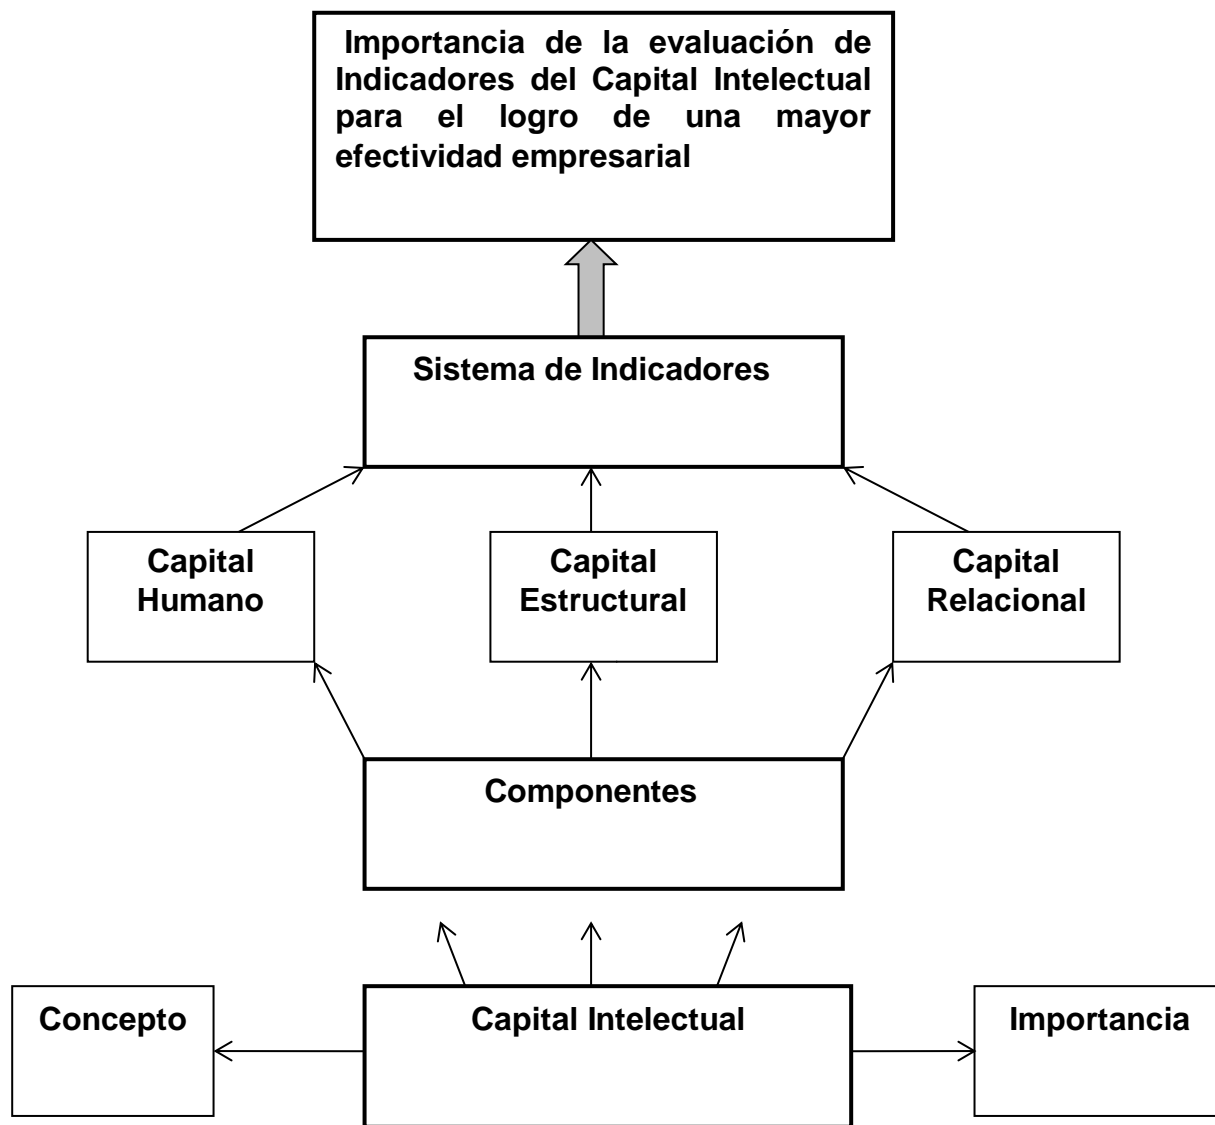 Importancia de la evaluación de
Indicadores del Capital Intelectual
para el logro de una mayor
efectividad empresarial
Sistema de Indicadores
Capital
Humano
Capital
Estructural
Capital
Relacional
Componentes
Concepto
Capital Intelectual
Importancia